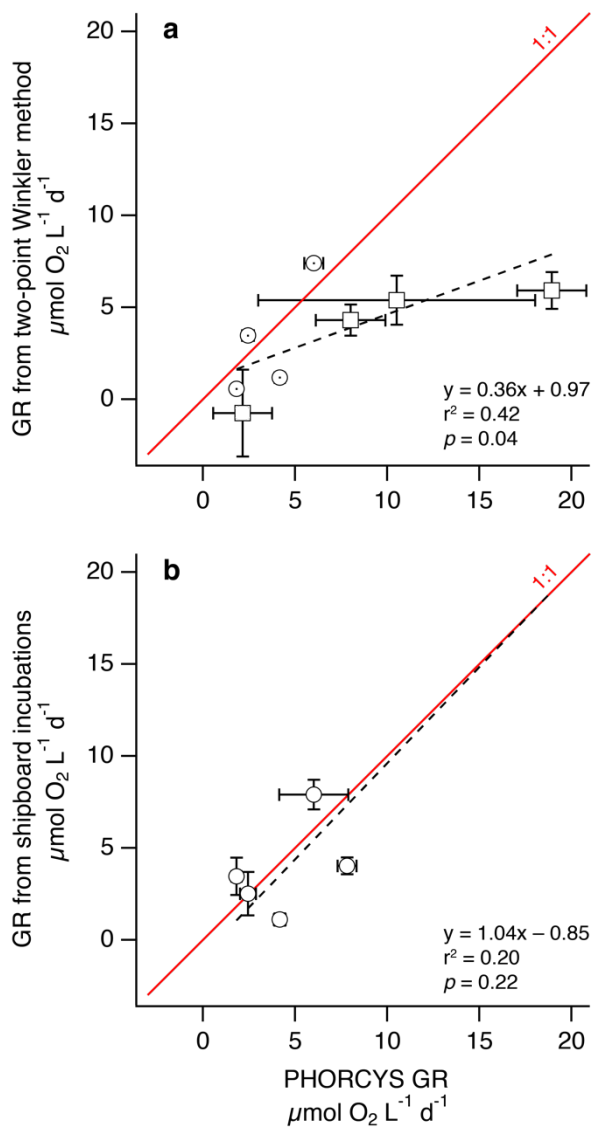 a
1:1
GR from two-point Winkler method
µmol O₂ L⁻¹ d⁻¹
20
15
10
5
0
y = 0.36x + 0.97
r² = 0.42
p = 0.04
0 5 10 15 20
b
1:1
GR from shipboard incubations
µmol O₂ L⁻¹ d⁻¹
20
15
10
5
0
y = 1.04x – 0.85
r² = 0.20
p = 0.22
0 5 10 15 20
PHORCYS GR
µmol O₂ L⁻¹ d⁻¹